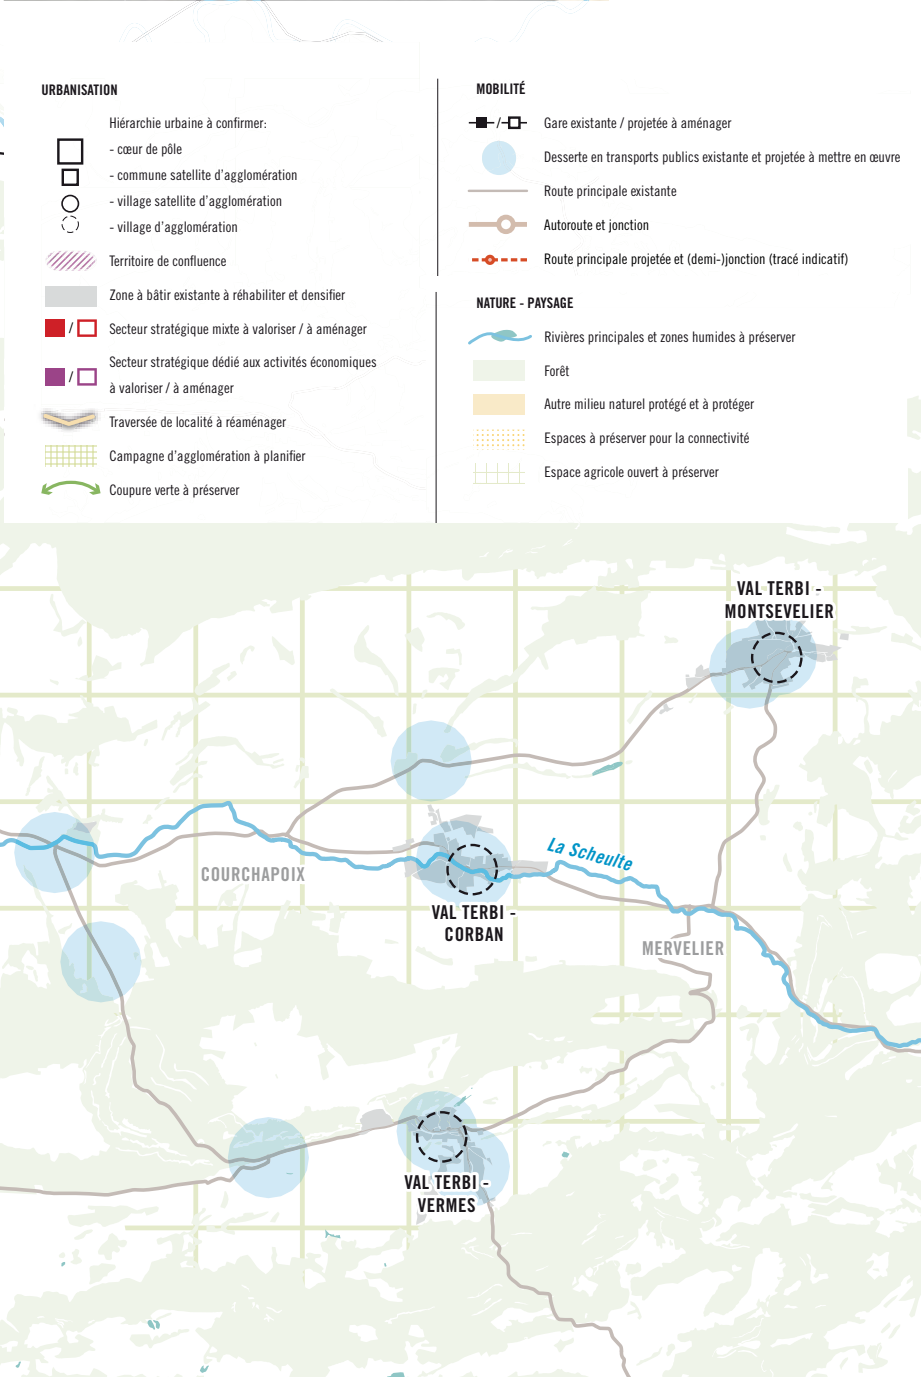 URBANISATION
Hiérarchie urbaine à confirmer:
- cœur de pôle
- commune satellite d'agglomération
- village satellite d'agglomération
- village d'agglomération
Territoire de confluence
Zone à bâtir existante à réhabiliter et densifier
/ Secteur stratégique mixte à valoriser / à aménager
/ Secteur stratégique dédié aux activités économiques
à valoriser / à aménager
Traversée de localité à réaménager
Campagne d'agglomération à planifier
Coupure verte à préserver
MOBILITÉ
/ Gare existante / projetée à aménager
Desserte en transports publics existante et projetée à mettre en œuvre
Route principale existante
Autoroute et jonction
Route principale projetée et (demi-)jonction (tracé indicatif)
NATURE - PAYSAGE
Rivières principales et zones humides à préserver
Forêt
Autre milieu naturel protégé et à protéger
Espaces à préserver pour la connectivité
Espace agricole ouvert à préserver
VAL TERBI -
MONTSEVELIER
La Scheulte
COURCHAPOIX
VAL TERBI -
CORBAN
MERVELIER
VAL TERBI -
VERMES